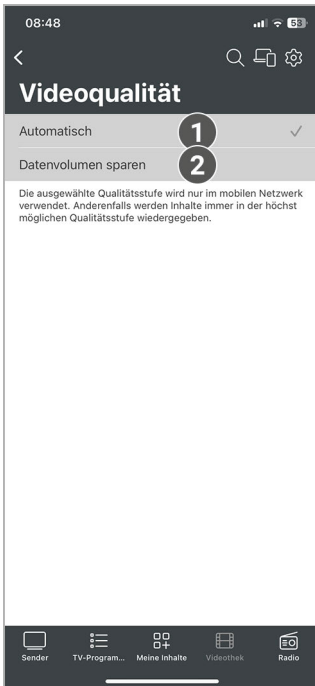 08:48
53
Videoqualität
Automatisch
1
Datenvolumen sparen
2
Die ausgewählte Qualitätsstufe wird nur im mobilen Netzwerk
verwendet. Anderenfalls werden Inhalte immer in der höchst
möglichen Qualitätsstufe wiedergegeben.
Sender
TV-Program...
Meine Inhalte
Videothek
Radio